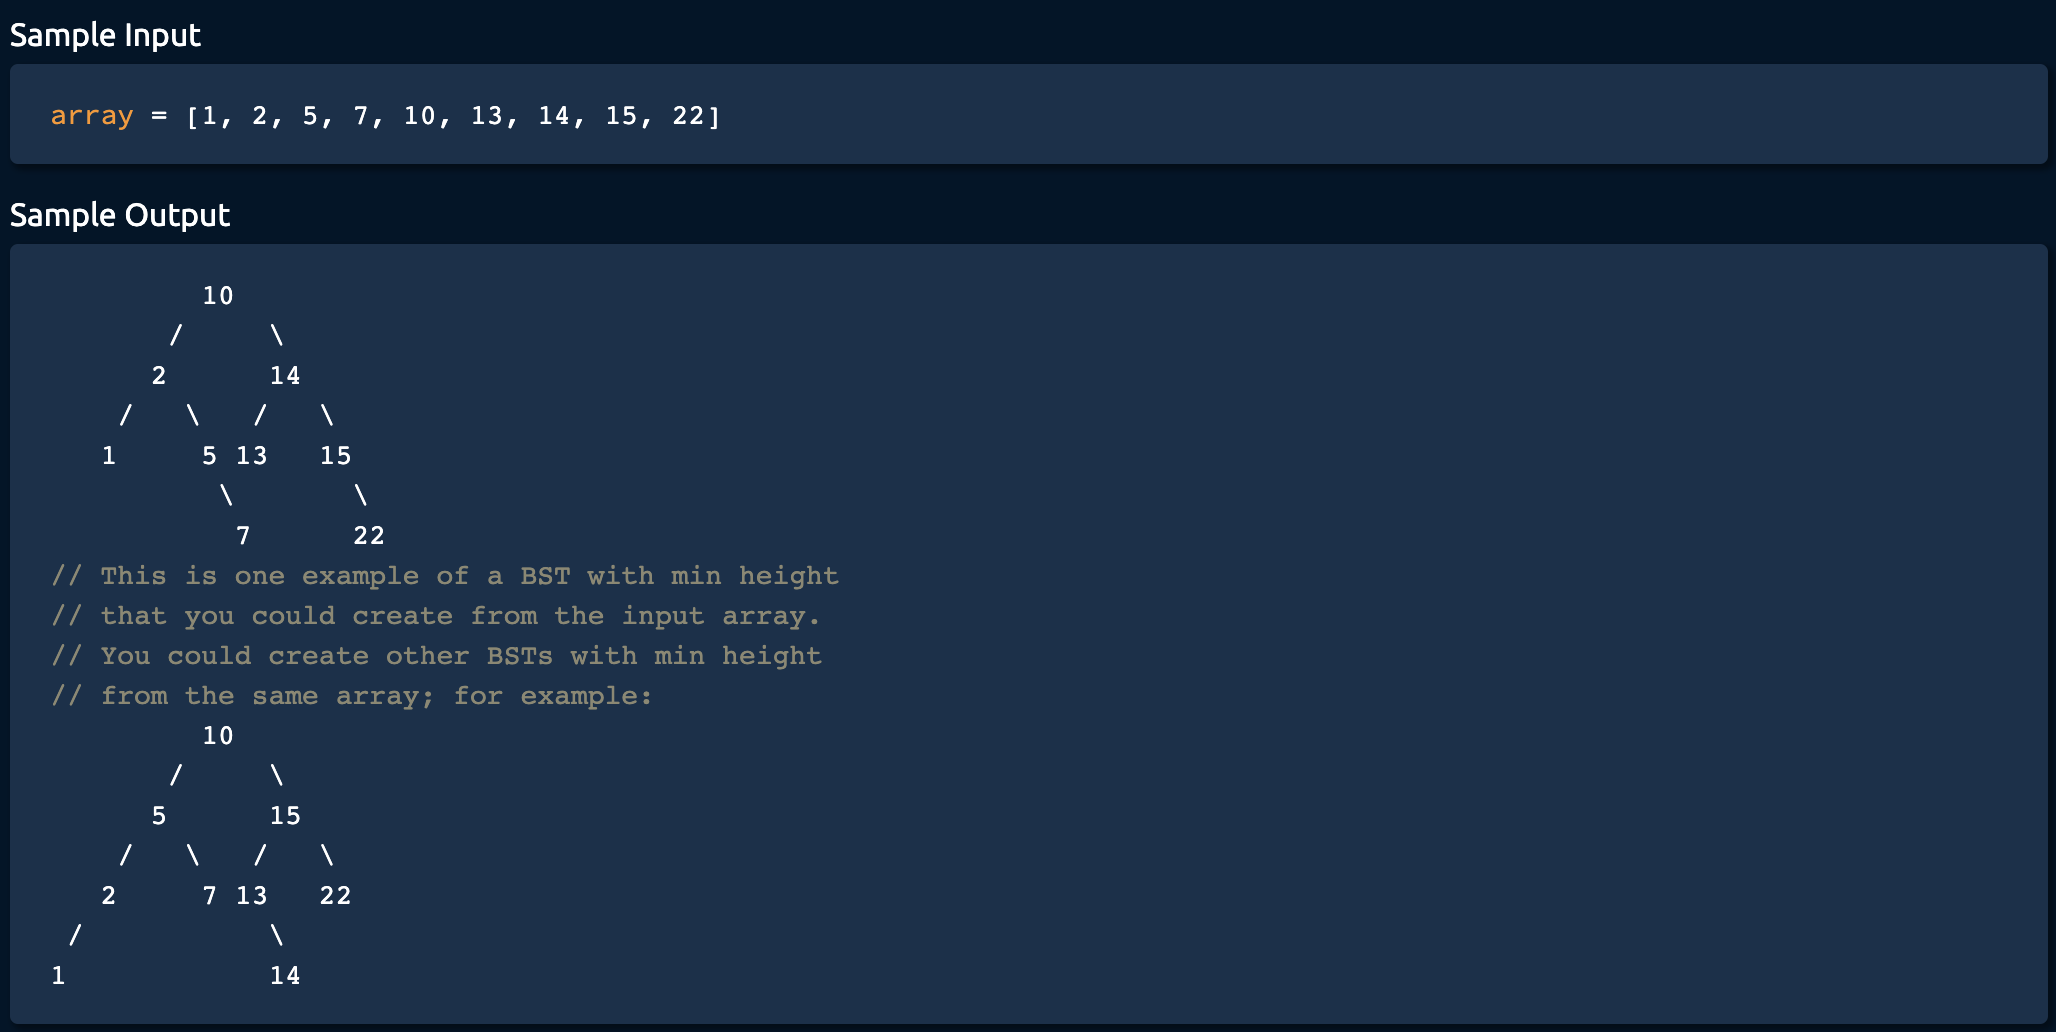 Sample Input
array = [1, 2, 5, 7, 10, 13, 14, 15, 22]
Sample Output
         10
       /     \
      2      14
    /   \   /   \
   1     5 13   15
          \       \
           7      22
// This is one example of a BST with min height
// that you could create from the input array.
// You could create other BSTs with min height
// from the same array; for example:
         10
       /     \
      5      15
    /   \   /   \
   2     7 13   22
 /           \
1            14